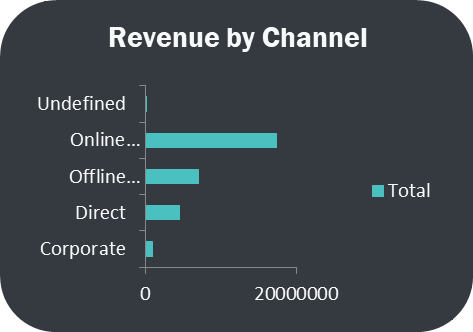 Revenue by Channel
Undefined
Online...
Offline...
Direct
Corporate
Total
0
20000000